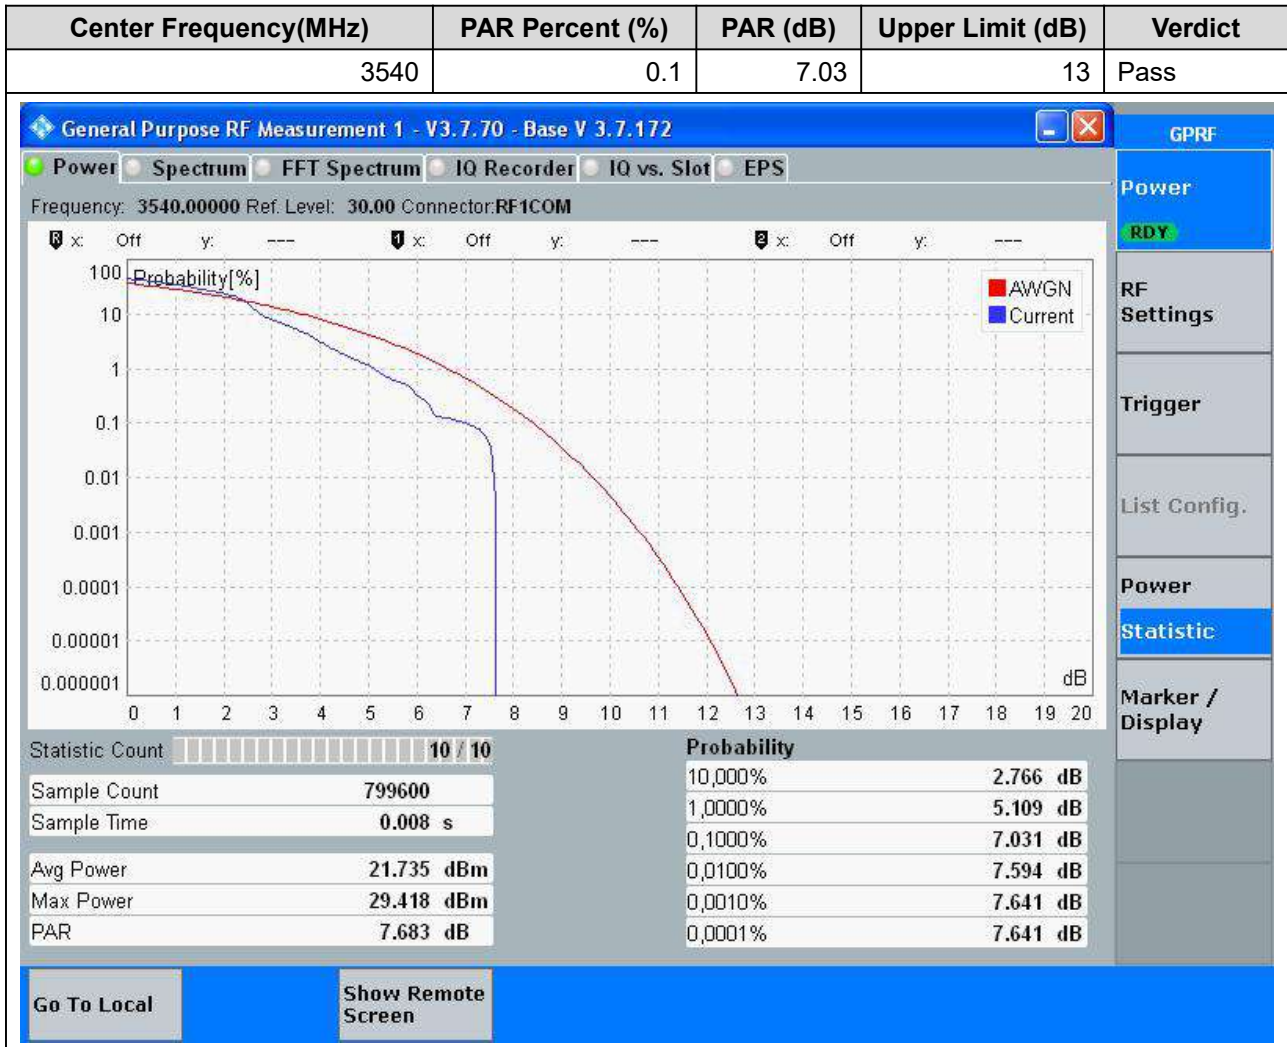 Center Frequency(MHz) PAR Percent (%) PAR (dB) Upper Limit (dB) Verdict
3540 0.1 7.03 13 Pass
General Purpose RF Measurement 1 - V3.7.70 - Base V 3.7.172
GPRF
Power Spectrum FFT Spectrum IQ Recorder IQ vs. Slot EPS
Power
RDY
Frequency: 3540.00000 Ref. Level: 30.00 Connector:RF1COM
R x: Off y: --- 1 x: Off y: --- 2 x: Off y: ---
Probability[%]
AWGN
Current
100
10
1
0.1
0.01
0.001
0.0001
0.00001
0.000001
dB
0 1 2 3 4 5 6 7 8 9 10 11 12 13 14 15 16 17 18 19 20
RF
Settings
Trigger
List Config.
Power
Statistic
Marker /
Display
Statistic Count 10 / 10
Sample Count 799600
Sample Time 0.008 s
Avg Power 21.735 dBm
Max Power 29.418 dBm
PAR 7.683 dB
Probability
10,000% 2.766 dB
1,0000% 5.109 dB
0,1000% 7.031 dB
0,0100% 7.594 dB
0,0010% 7.641 dB
0,0001% 7.641 dB
Go To Local
Show Remote
Screen